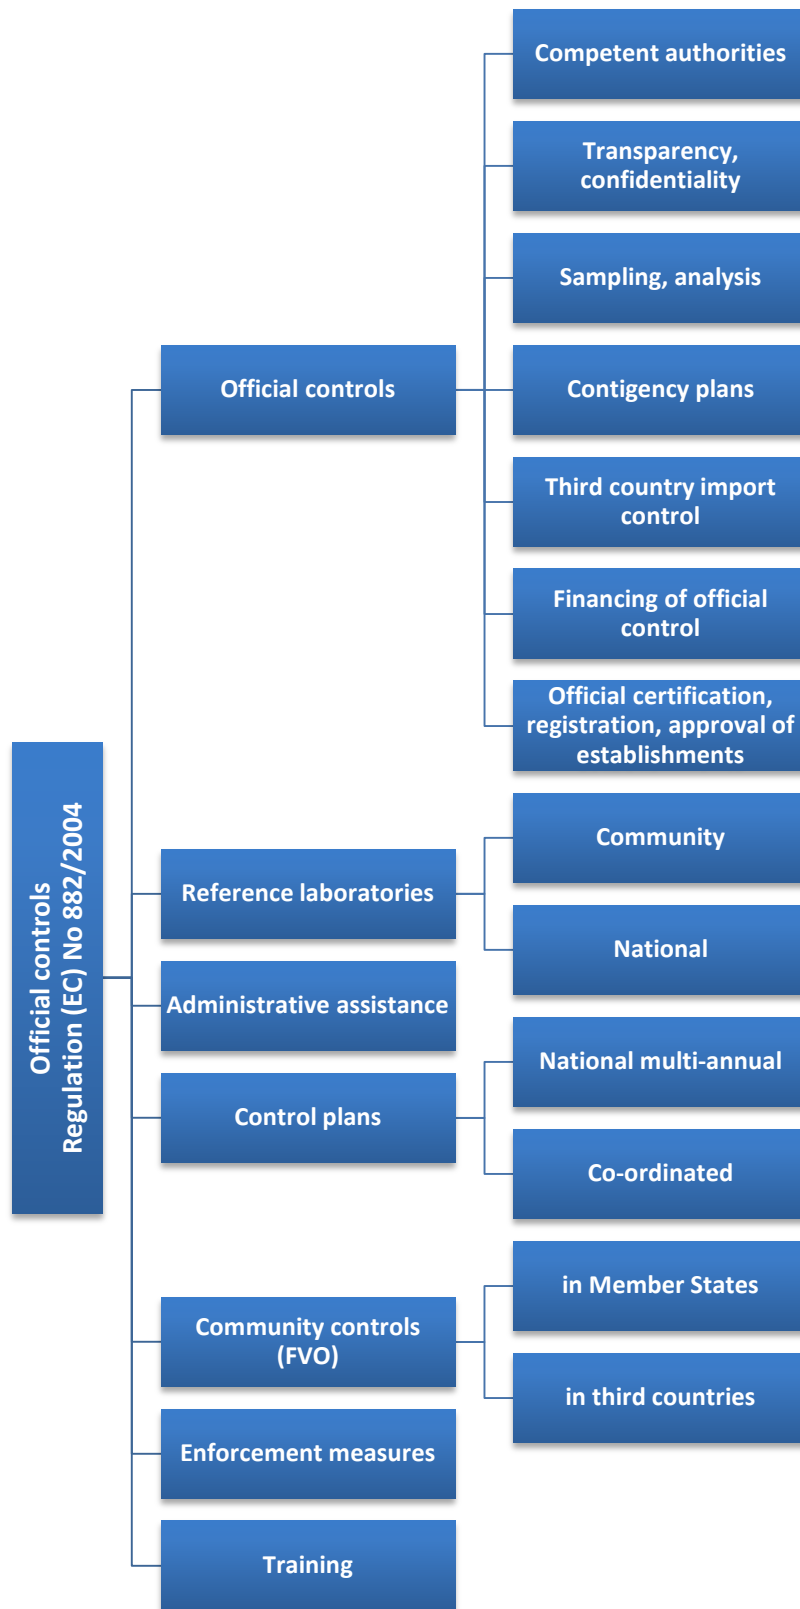 Competent authorities
Transparency,
confidentiality
Sampling, analysis
Official controls
Contigency plans
Third country import
control
Financing of official
control
Official certification,
registration, approval of
establishments
Official controls
Regulation (EC) No 882/2004
Community
Reference laboratories
National
Administrative assistance
National multi-annual
Control plans
Co-ordinated
in Member States
Community controls
(FVO)
in third countries
Enforcement measures
Training